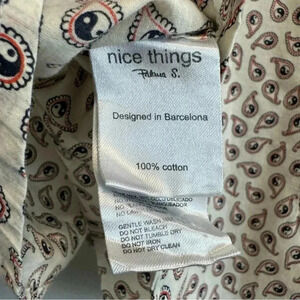 nice things
Paloma S.
Designed in Barcelona
100% cotton
GENTLE WASH
DO NOT BLEACH
DO NOT TUMBLE DRY
DO NOT IRON
DO NOT DRY CLEAN